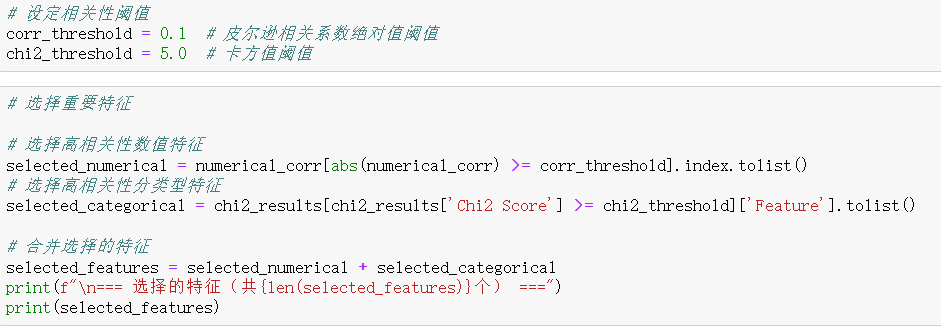 # 设定相关性阈值
corr_threshold = 0.1  # 皮尔逊相关系数绝对值阈值
chi2_threshold = 5.0  # 卡方值阈值
# 选择重要特征
# 选择高相关性数值特征
selected_numerical = numerical_corr[abs(numerical_corr) >= corr_threshold].index.tolist()
# 选择高相关性分类型特征
selected_categorical = chi2_results[chi2_results['Chi2 Score'] >= chi2_threshold]['Feature'].tolist()
# 合并选择的特征
selected_features = selected_numerical + selected_categorical
print(f"\n=== 选择的特征（共{len(selected_features)}个） ===")
print(selected_features)